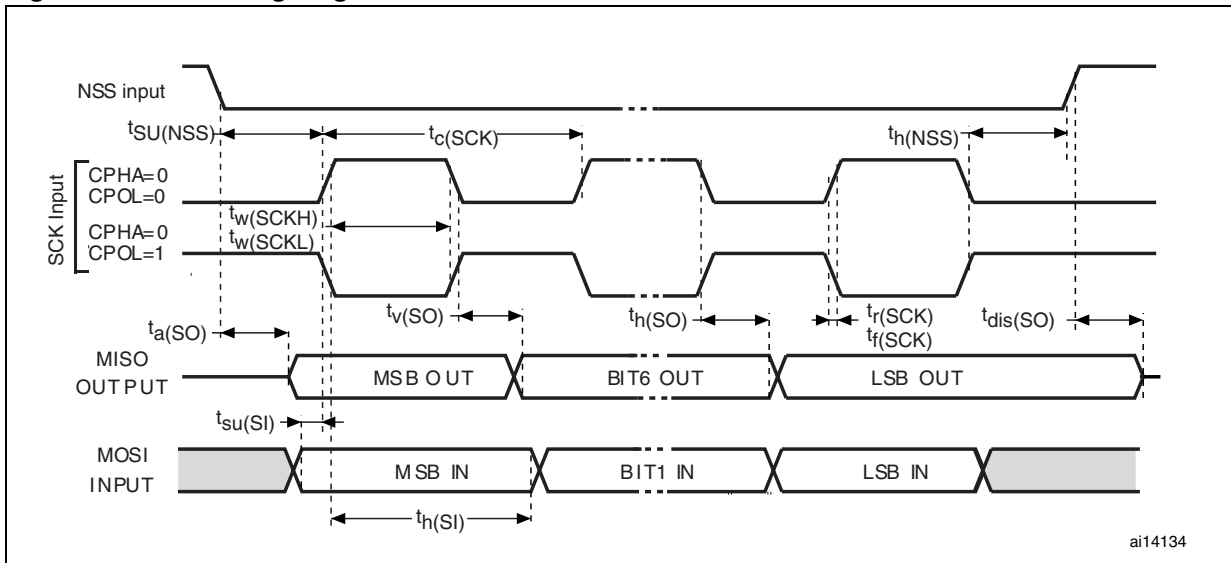 NSS input
tSU(NSS)
tc(SCK)
th(NSS)
SCK Input
CPHA=0
CPOL=0
tw(SCKH)
tw(SCKL)
CPHA=0
CPOL=1
ta(SO)
tv(SO)
th(SO)
tr(SCK)
tf(SCK)
tdis(SO)
MISO
OUTPUT
MSB OUT
BIT6 OUT
LSB OUT
tsu(SI)
MOSI
INPUT
MSB IN
BIT1 IN
LSB IN
th(SI)
ai14134